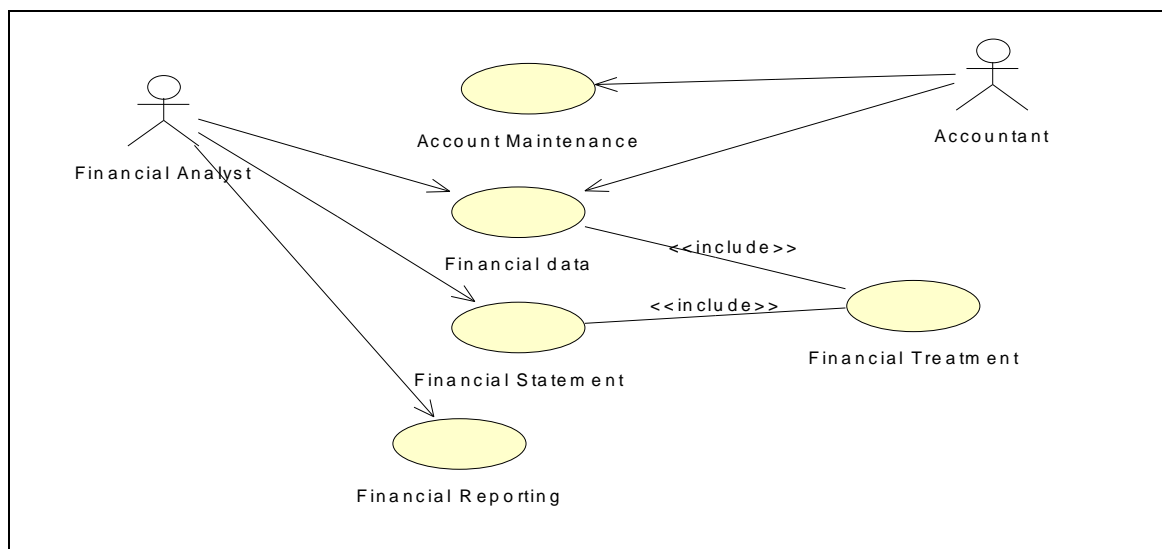 Accountant
Account Maintenance
Financial Analyst
<<include>>
Financial data
<<include>>
Financial Treatment
Financial Statement
Financial Reporting